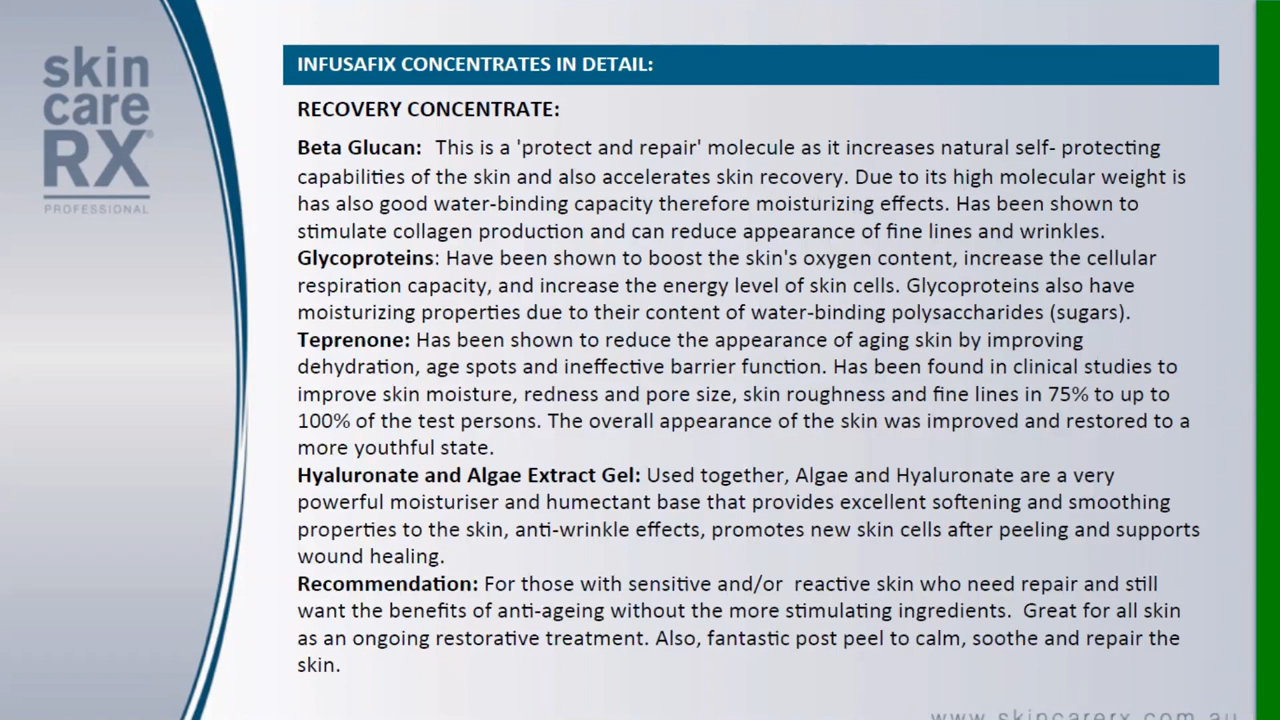 skin
care
RX®
PROFESSIONAL
INFUSAFIX CONCENTRATES IN DETAIL:
RECOVERY CONCENTRATE:
Beta Glucan:  This is a 'protect and repair' molecule as it increases natural self- protecting
capabilities of the skin and also accelerates skin recovery. Due to its high molecular weight is
has also good water-binding capacity therefore moisturizing effects. Has been shown to
stimulate collagen production and can reduce appearance of fine lines and wrinkles.
Glycoproteins: Have been shown to boost the skin's oxygen content, increase the cellular
respiration capacity, and increase the energy level of skin cells. Glycoproteins also have
moisturizing properties due to their content of water-binding polysaccharides (sugars).
Teprenone: Has been shown to reduce the appearance of aging skin by improving
dehydration, age spots and ineffective barrier function. Has been found in clinical studies to
improve skin moisture, redness and pore size, skin roughness and fine lines in 75% to up to
100% of the test persons. The overall appearance of the skin was improved and restored to a
more youthful state.
Hyaluronate and Algae Extract Gel: Used together, Algae and Hyaluronate are a very
powerful moisturiser and humectant base that provides excellent softening and smoothing
properties to the skin, anti-wrinkle effects, promotes new skin cells after peeling and supports
wound healing.
Recommendation: For those with sensitive and/or  reactive skin who need repair and still
want the benefits of anti-ageing without the more stimulating ingredients.  Great for all skin
as an ongoing restorative treatment. Also, fantastic post peel to calm, soothe and repair the
skin.
www.skincarerx.com.au